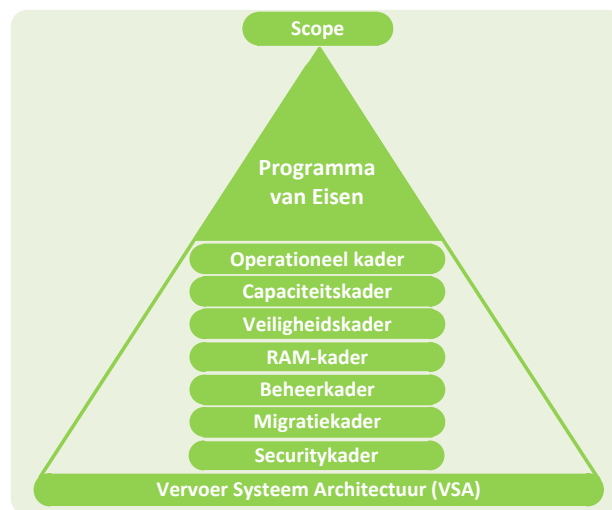 Scope
Programma
van Eisen
Operationeel kader
Capaciteitskader
Veiligheidskader
RAM-kader
Beheerkader
Migratiekader
Securitykader
Vervoer Systeem Architectuur (VSA)